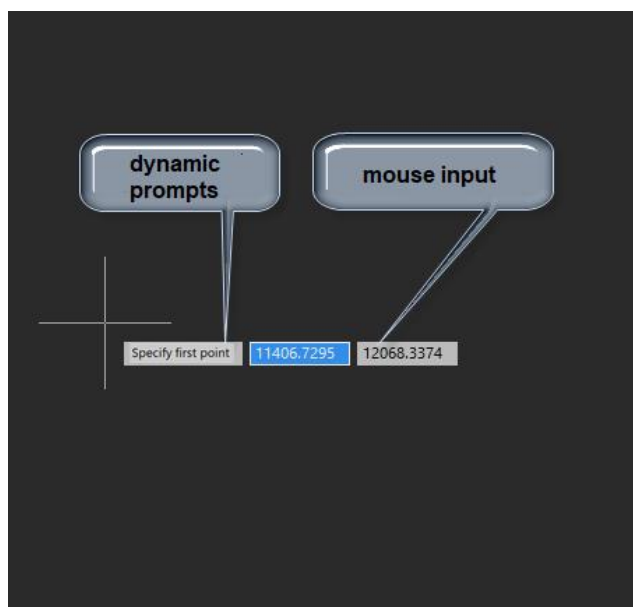 dynamic
prompts
mouse input
Specify first point 11406.7295 12068.3374